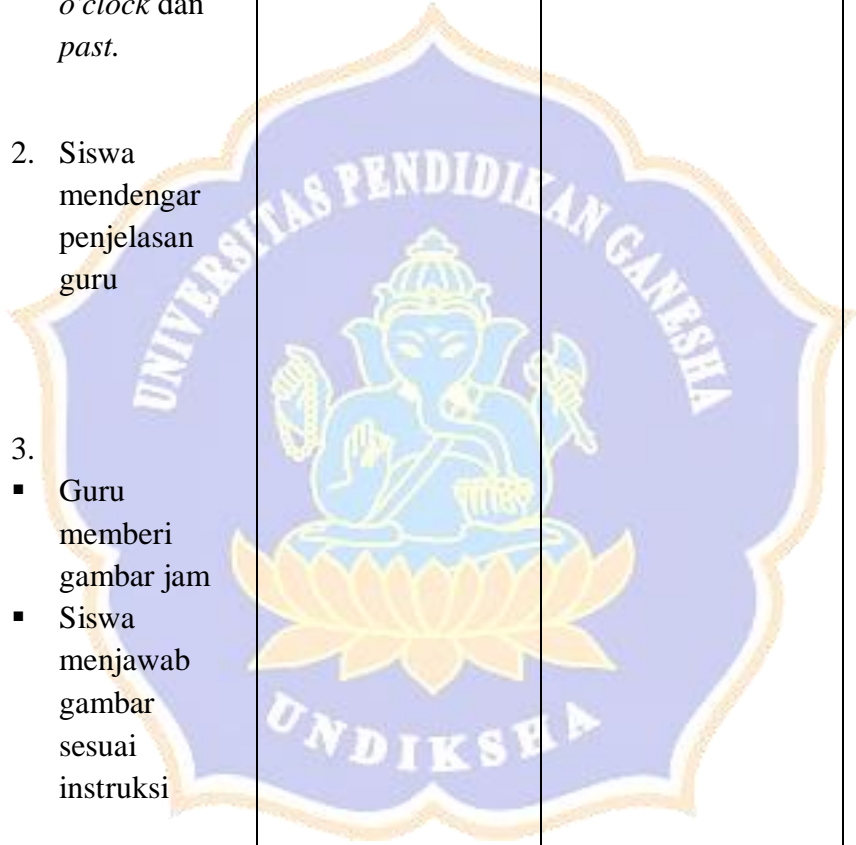 o'clock dan
past.
2. Siswa
mendengar
penjelasan
guru
3.
▪ Guru
memberi
gambar jam
▪ Siswa
menjawab
gambar
sesuai
instruksi
UNIVERSITAS PENDIDIKAN GANESHA
UNDIKSHA